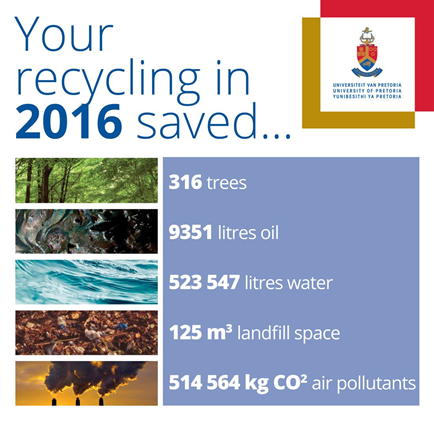 Your
recycling in
2016 saved...
UNIVERSITEIT VAN PRETORIA
UNIVERSITY OF PRETORIA
YUNIBESITHI YA PRETORIA
316 trees
9351 litres oil
523 547 litres water
125 m³ landfill space
514 564 kg CO² air pollutants